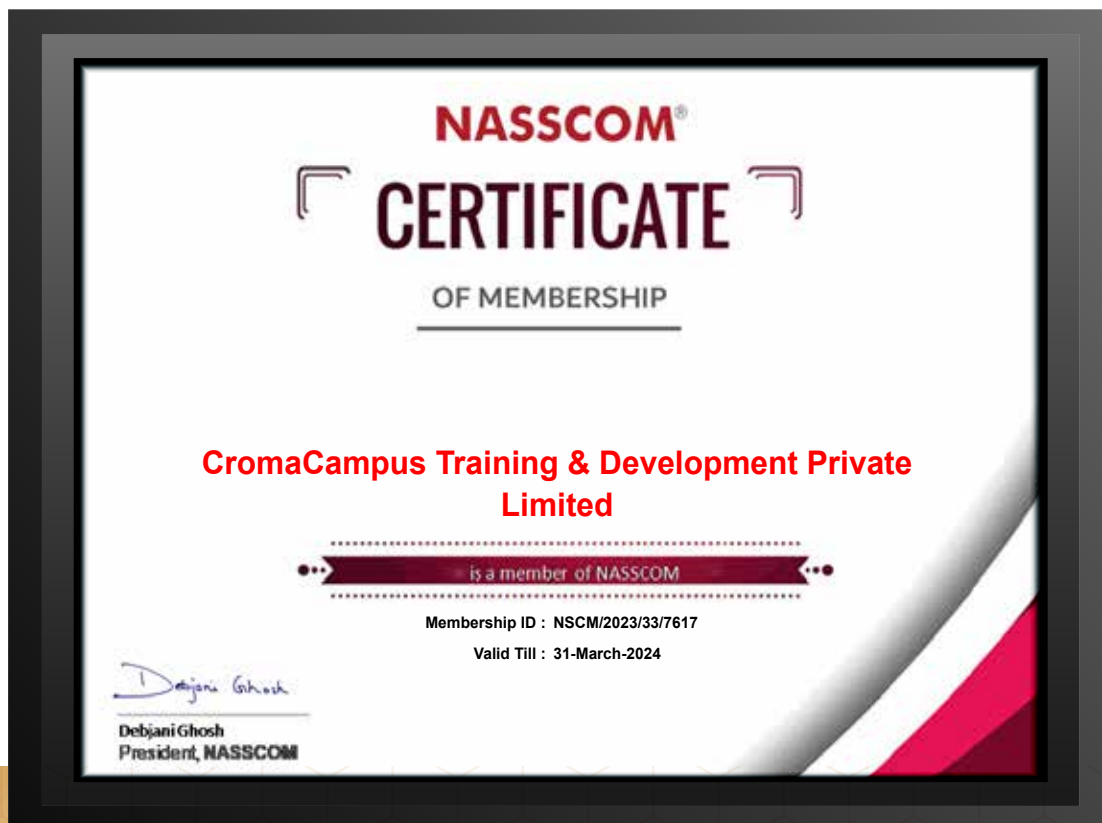 NASSCOM®
CERTIFICATE
OF MEMBERSHIP
CromaCampus Training & Development Private
Limited
is a member of NASSCOM
Membership ID : NSCM/2023/33/7617
Valid Till : 31-March-2024
Debjani Ghosh
Debjani Ghosh
President, NASSCOM